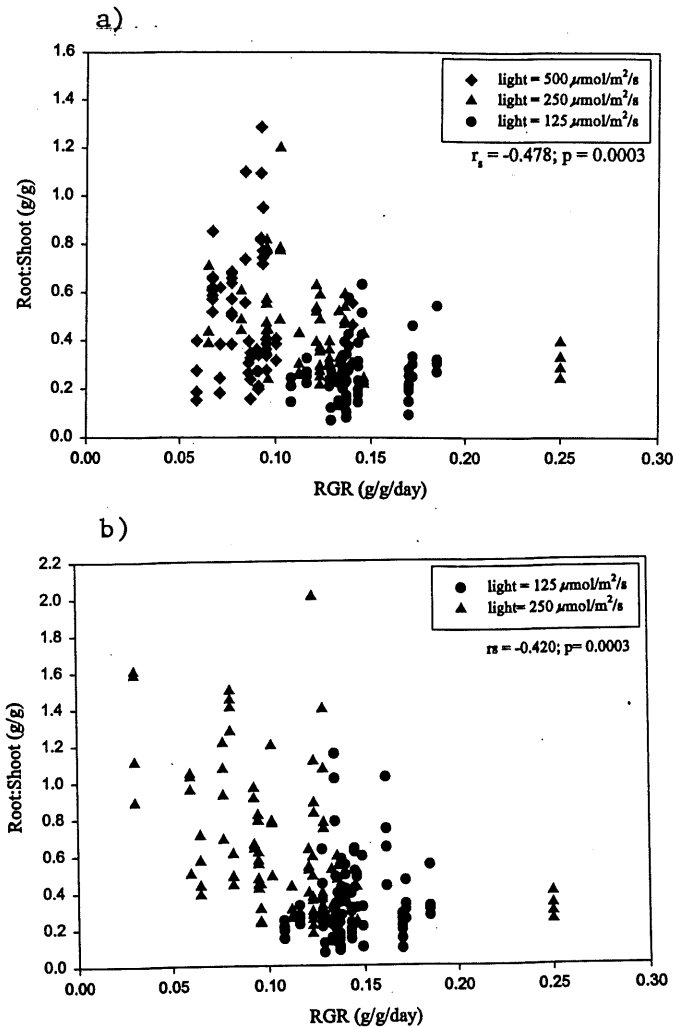 a)
1.6
1.4
1.2
1.0
0.8
0.6
0.4
0.2
0.0
Root:Shoot (g/g)
light = 500 μmol/m²/s
light = 250 μmol/m²/s
light = 125 μmol/m²/s
rₛ = -0.478; p = 0.0003
0.00 0.05 0.10 0.15 0.20 0.25 0.30
RGR (g/g/day)
b)
2.2
2.0
1.8
1.6
1.4
1.2
1.0
0.8
0.6
0.4
0.2
0.0
Root:Shoot (g/g)
light = 125 μmol/m²/s
light= 250 μmol/m²/s
rs = -0.420; p= 0.0003
0.00 0.05 0.10 0.15 0.20 0.25 0.30
RGR (g/g/day)